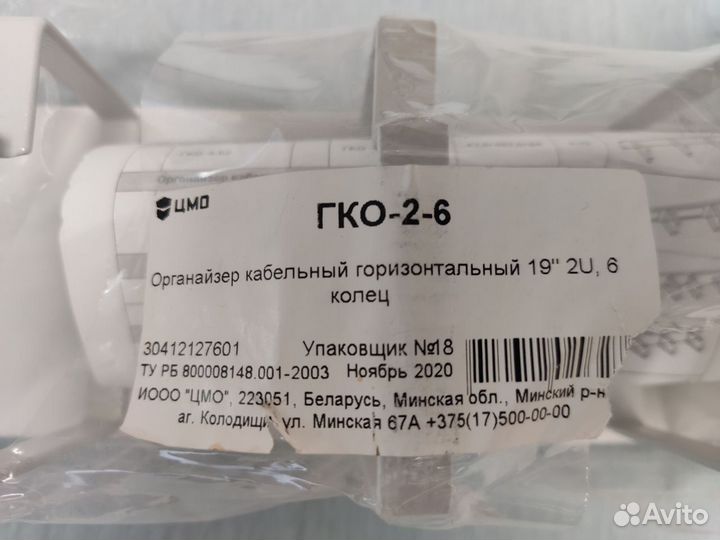 ЦМО
ГКО-2-6
Органайзер кабельный горизонтальный 19" 2U, 6
колец
30412127601 Упаковщик №18
ТУ РБ 800008148.001-2003 Ноябрь 2020
ИООО "ЦМО", 223051, Беларусь, Минская обл., Минский р-н
аг. Колодищи ул. Минская 67А +375(17)500-00-00
Avito